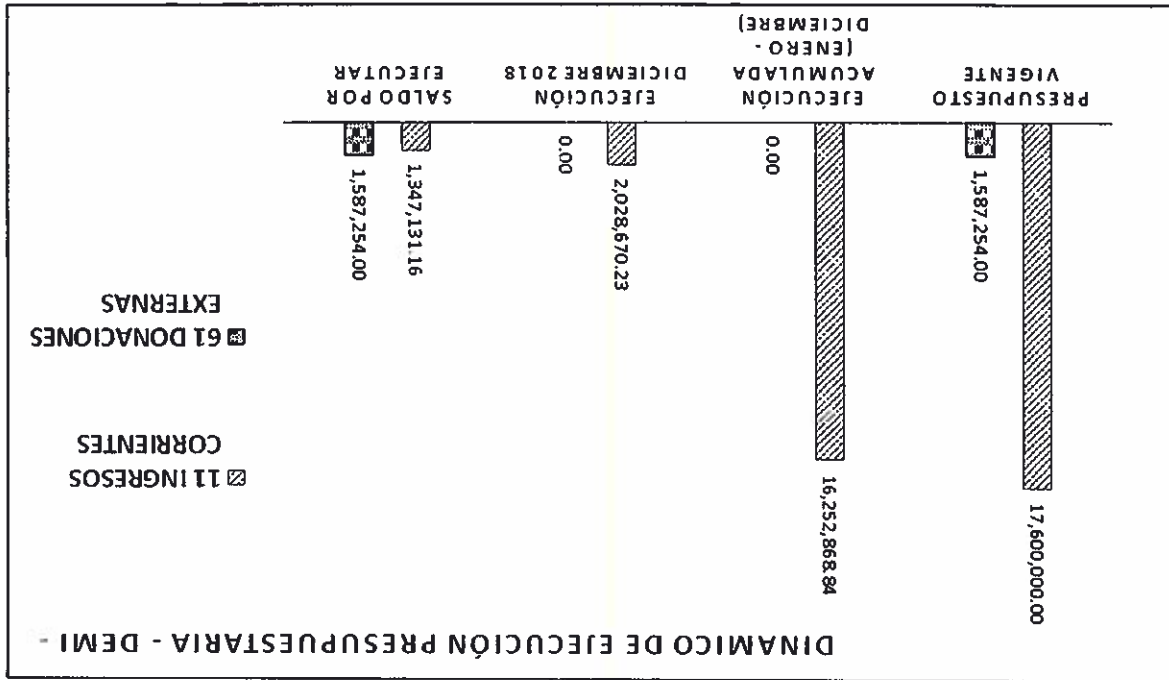 DINAMICO DE EJECUCIÓN PRESUPUESTARIA - DEMI -
17,600,000.00
1,587,254.00
16,252,868.84
0.00
2,028,670.23
0.00
1,347,131.16
1,587,254.00
11 INGRESOS
CORRIENTES
61 DONACIONES
EXTERNAS
PRESUPUESTO
VIGENTE
EJECUCIÓN
ACUMULADA
(ENERO -
DICIEMBRE)
EJECUCIÓN
DICIEMBRE 2018
SALDO POR
EJECUTAR